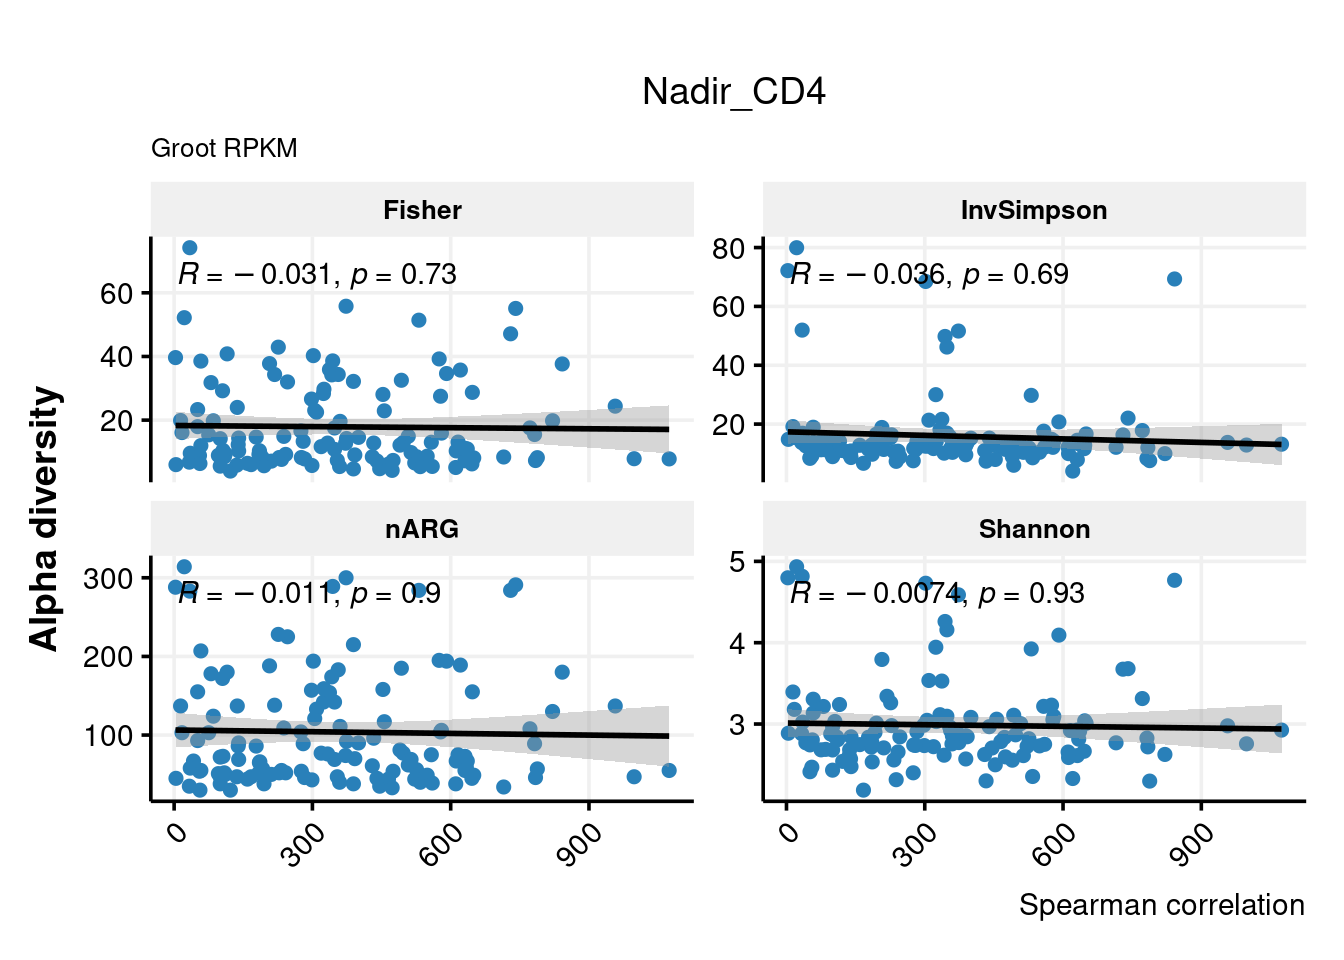 Nadir_CD4
Groot RPKM
Alpha diversity
Fisher
R = −0.031, p = 0.73
60
40
20
InvSimpson
R = −0.036, p = 0.69
80
60
40
20
nARG
R = −0.011, p = 0.9
300
200
100
Shannon
R = −0.0074, p = 0.93
5
4
3
0 300 600 900
0 300 600 900
Spearman correlation